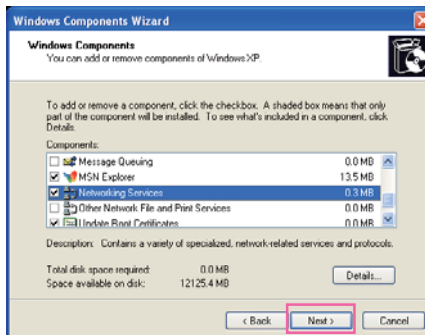 Windows Components Wizard
Windows Components
You can add or remove components of Windows XP.
To add or remove a component, click the checkbox. A shaded box means that only
part of the component will be installed. To see what's included in a component, click
Details.
Components:
Message Queuing 0.0 MB
MSN Explorer 13.5 MB
Networking Services 0.3 MB
Other Network File and Print Services 0.0 MB
Update Root Certificates 0.0 MB
Description: Contains a variety of specialized, network-related services and protocols.
Total disk space required: 0.0 MB
Space available on disk: 12125.4 MB
Details...
< Back Next > Cancel